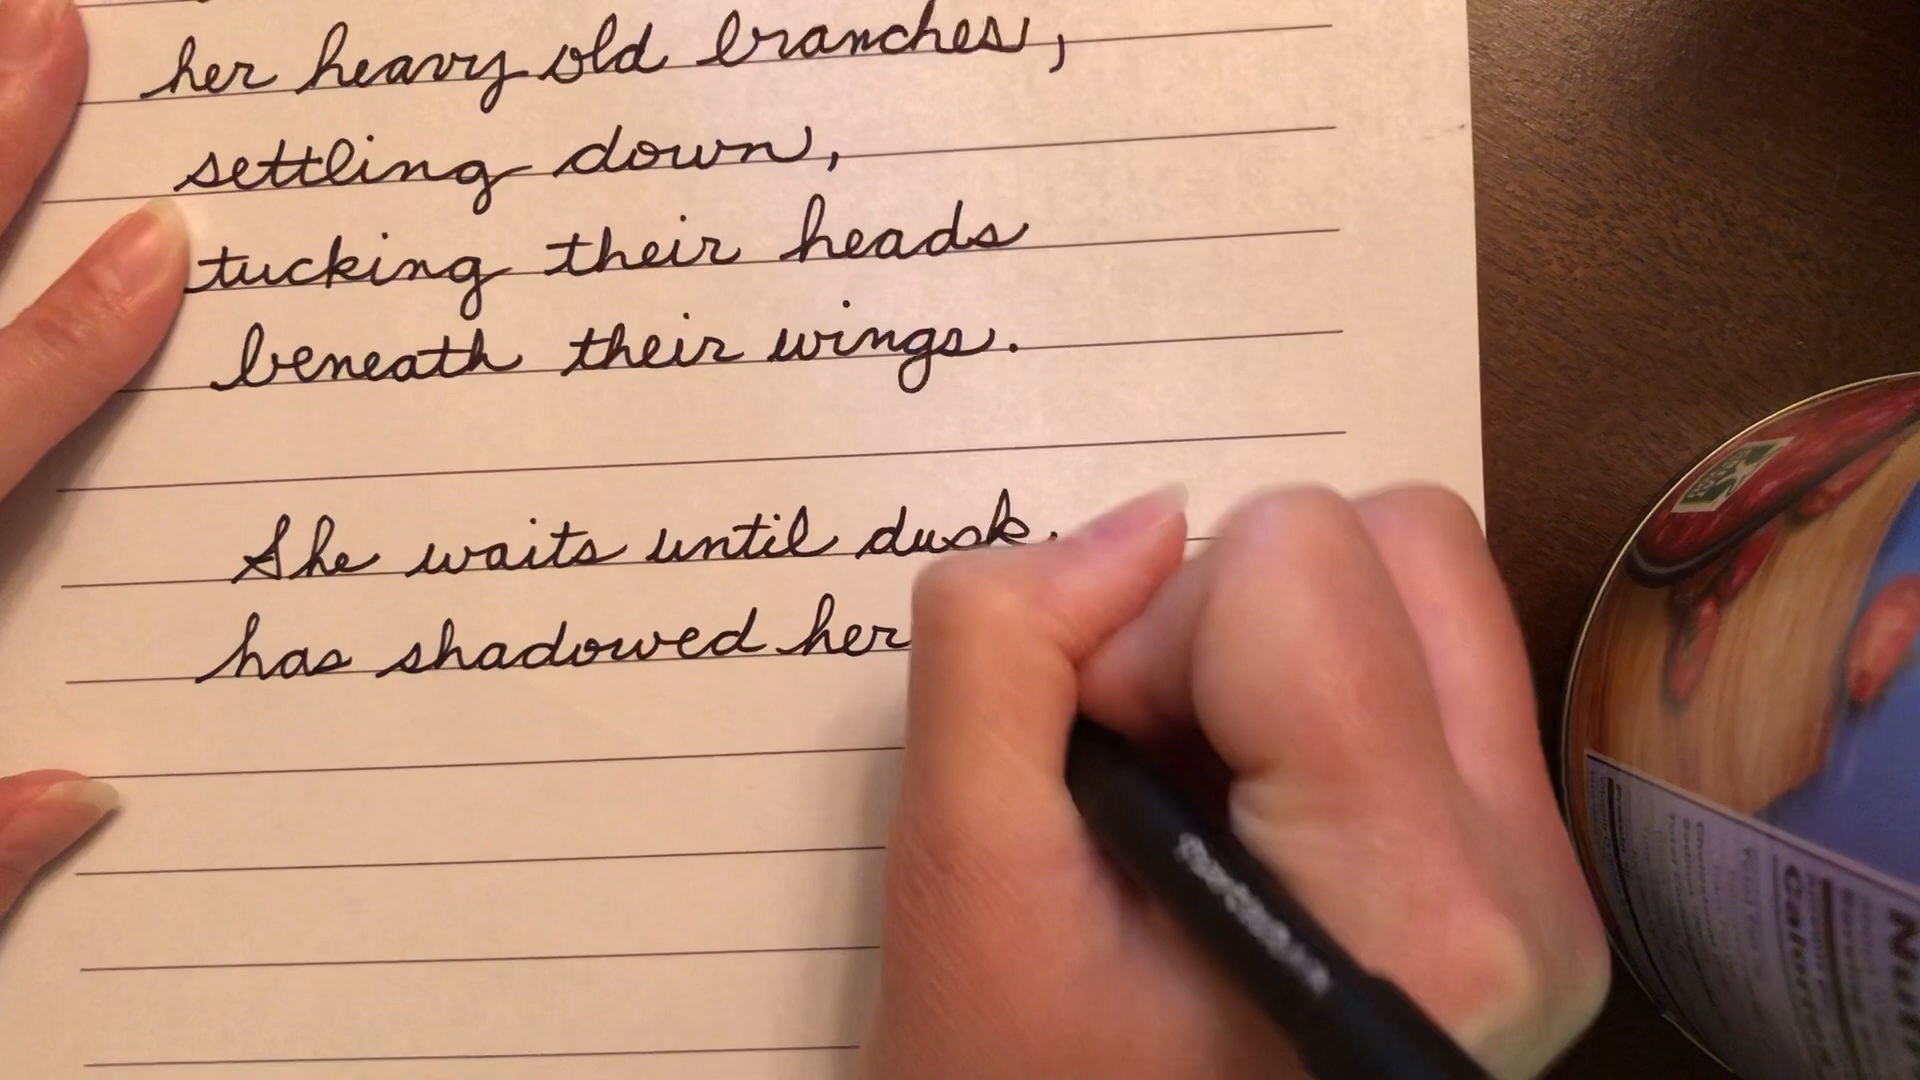 her heavy old branches,
settling down,
tucking their heads
beneath their wings.
She waits until dusk.
has shadowed her